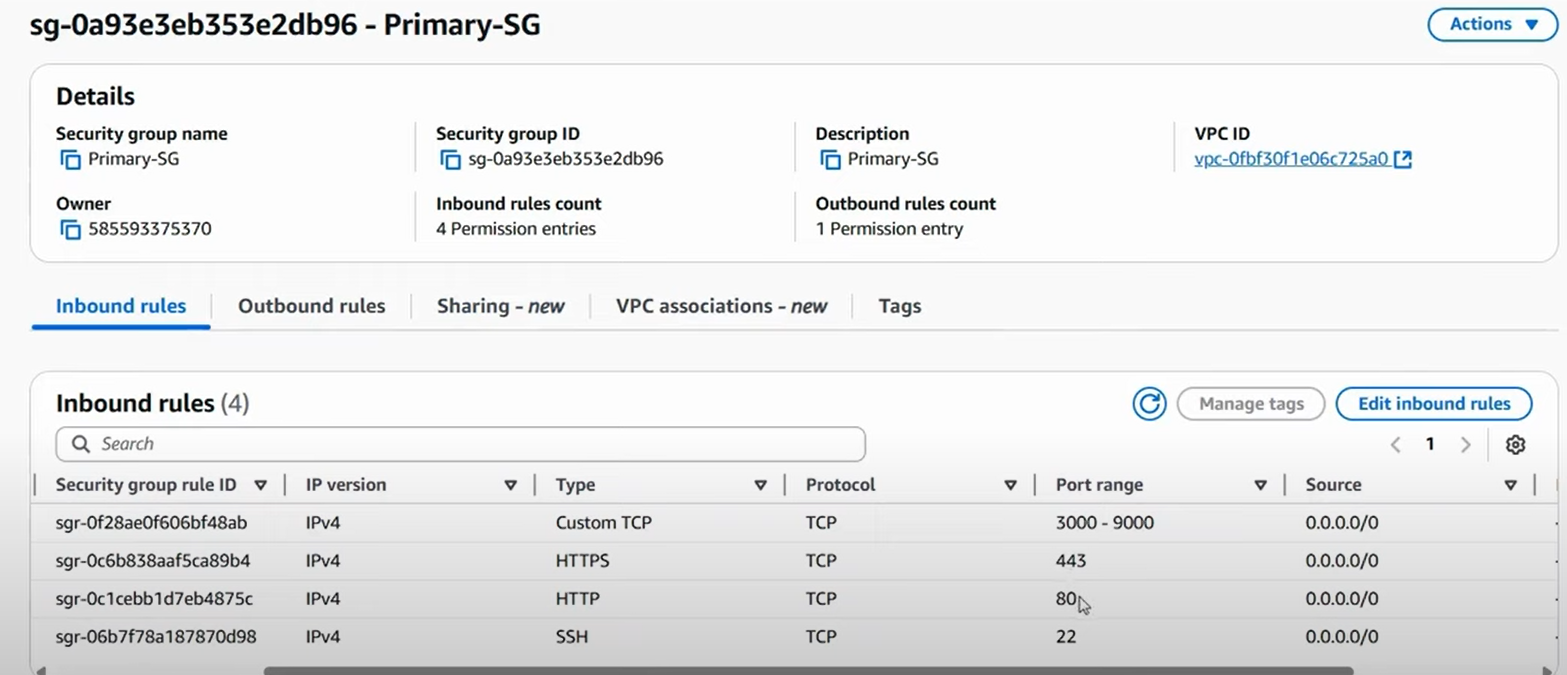 sg-0a93e3eb353e2db96 - Primary-SG
Actions
Details
Security group name
Primary-SG
Security group ID
sg-0a93e3eb353e2db96
Description
Primary-SG
VPC ID
vpc-0fbf30f1e06c725a0
Owner
585593375370
Inbound rules count
4 Permission entries
Outbound rules count
1 Permission entry
Inbound rules Outbound rules Sharing - new VPC associations - new Tags
Inbound rules (4)
Manage tags
Edit inbound rules
Search
1
Security group rule ID IP version Type Protocol Port range Source
sgr-0f28ae0f606bf48ab IPv4 Custom TCP TCP 3000 - 9000 0.0.0.0/0
sgr-0c6b838aaf5ca89b4 IPv4 HTTPS TCP 443 0.0.0.0/0
sgr-0c1cebb1d7eb4875c IPv4 HTTP TCP 80 0.0.0.0/0
sgr-06b7f78a187870d98 IPv4 SSH TCP 22 0.0.0.0/0